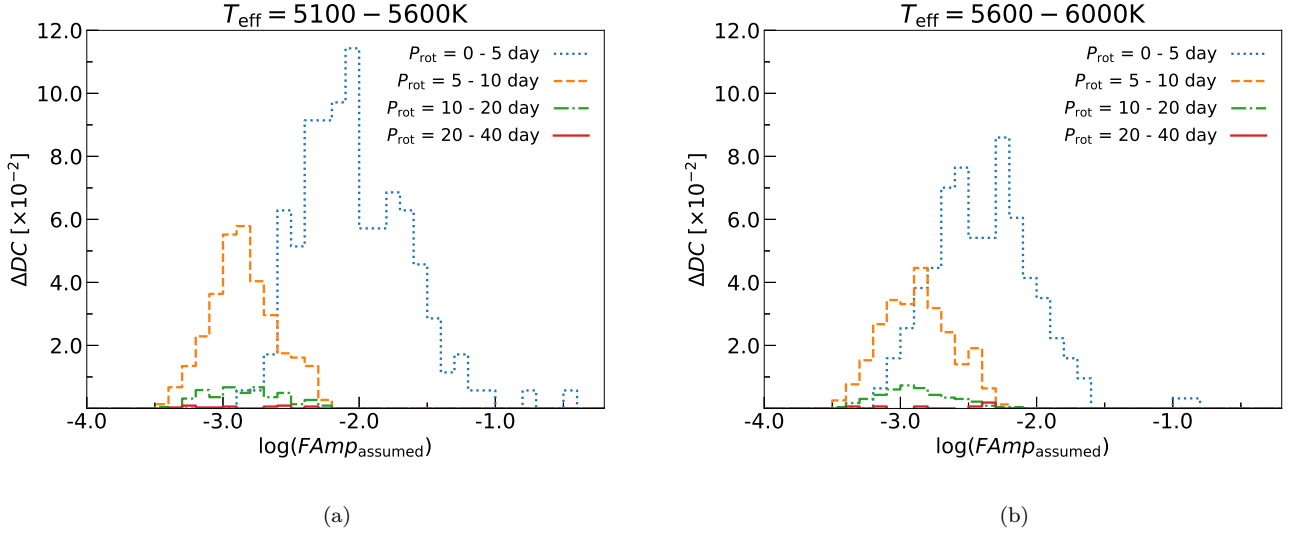 T_eff = 5100 − 5600K
12.0
10.0
8.0
6.0
4.0
2.0
ΔDC [×10^−2]
P_rot = 0 - 5 day
P_rot = 5 - 10 day
P_rot = 10 - 20 day
P_rot = 20 - 40 day
-4.0 -3.0 -2.0 -1.0
log(FAmp_assumed)
(a)
T_eff = 5600 − 6000K
12.0
10.0
8.0
6.0
4.0
2.0
ΔDC [×10^−2]
P_rot = 0 - 5 day
P_rot = 5 - 10 day
P_rot = 10 - 20 day
P_rot = 20 - 40 day
-4.0 -3.0 -2.0 -1.0
log(FAmp_assumed)
(b)